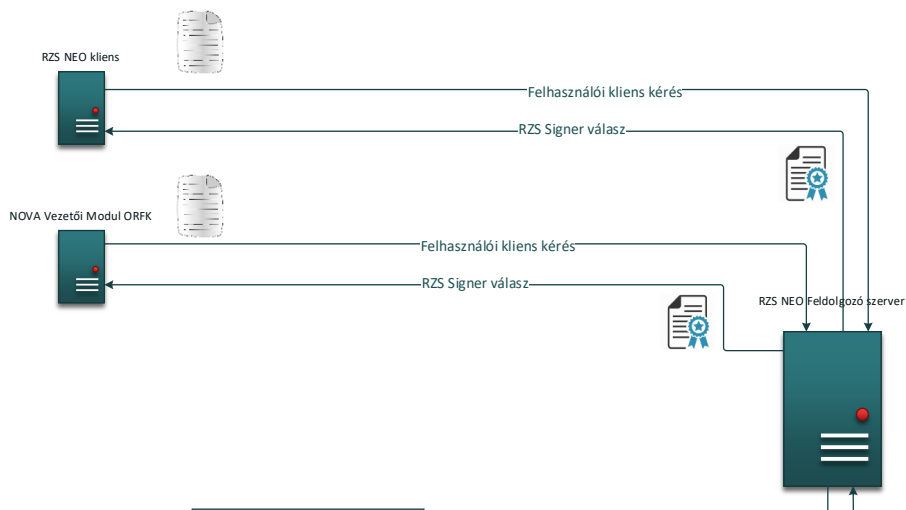 RZS NEO kliens
Felhasználói kliens kérés
RZS Signer válasz
NOVA Vezetői Modul ORFK
Felhasználói kliens kérés
RZS Signer válasz
RZS NEO Feldolgozó szerver